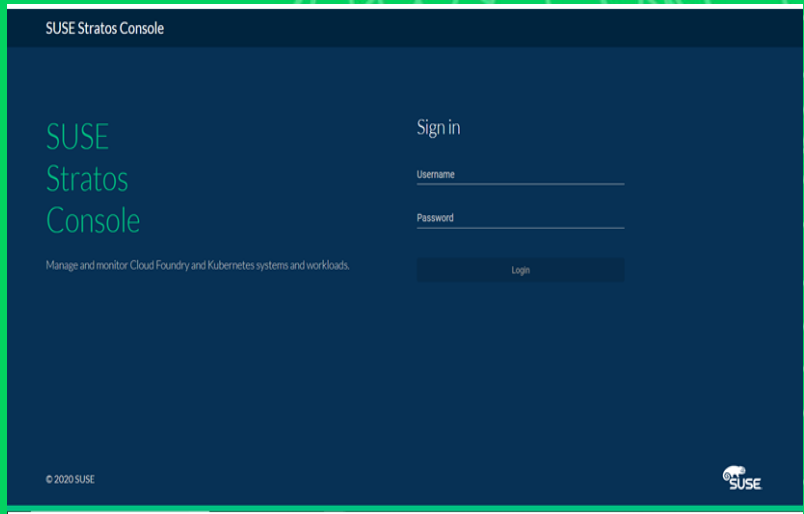 SUSE Stratos Console
SUSE
Stratos
Console
Manage and monitor Cloud Foundry and Kubernetes systems and workloads.
Sign in
Username
Password
Login
© 2020 SUSE
SUSE